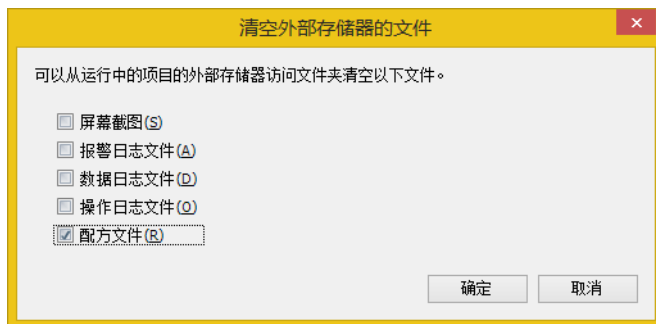 清空外部存储器的文件
可以从运行中的项目的外部存储器访问文件夹清空以下文件。
屏幕截图(S)
报警日志文件(A)
数据日志文件(D)
操作日志文件(O)
配方文件(R)
确定 取消